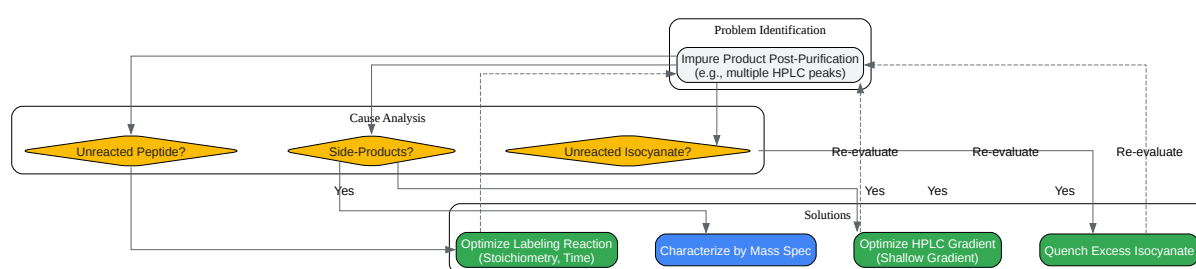 Problem Identification
Impure Product Post-Purification
(e.g., multiple HPLC peaks)
Cause Analysis
Unreacted Peptide?
Side-Products?
Unreacted Isocyanate?
Re-evaluate
Re-evaluate
Re-evaluate
Yes
Yes
Yes
Yes
Solutions
Optimize Labeling Reaction
(Stoichiometry, Time)
Characterize by Mass Spec
Optimize HPLC Gradient
(Shallow Gradient)
Quench Excess Isocyanate